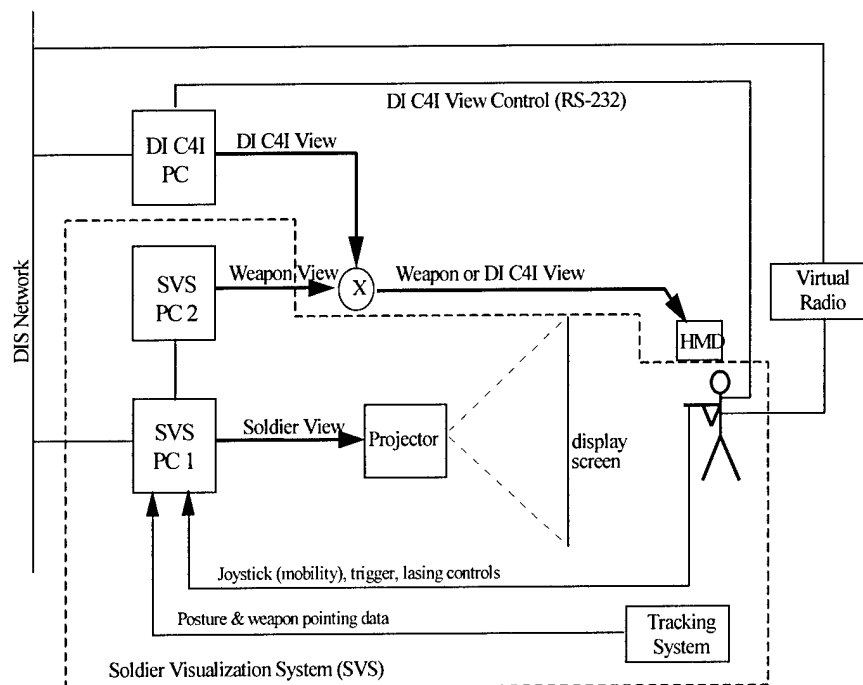 DI C4I View Control (RS-232)
DI C4I
PC
DI C4I View
SVS
PC 2
Weapon View
X
Weapon or DI C4I View
Virtual
Radio
HMD
DIS Network
SVS
PC 1
Soldier View
Projector
display
screen
Joystick (mobility), trigger, lasing controls
Posture & weapon pointing data
Tracking
System
Soldier Visualization System (SVS)